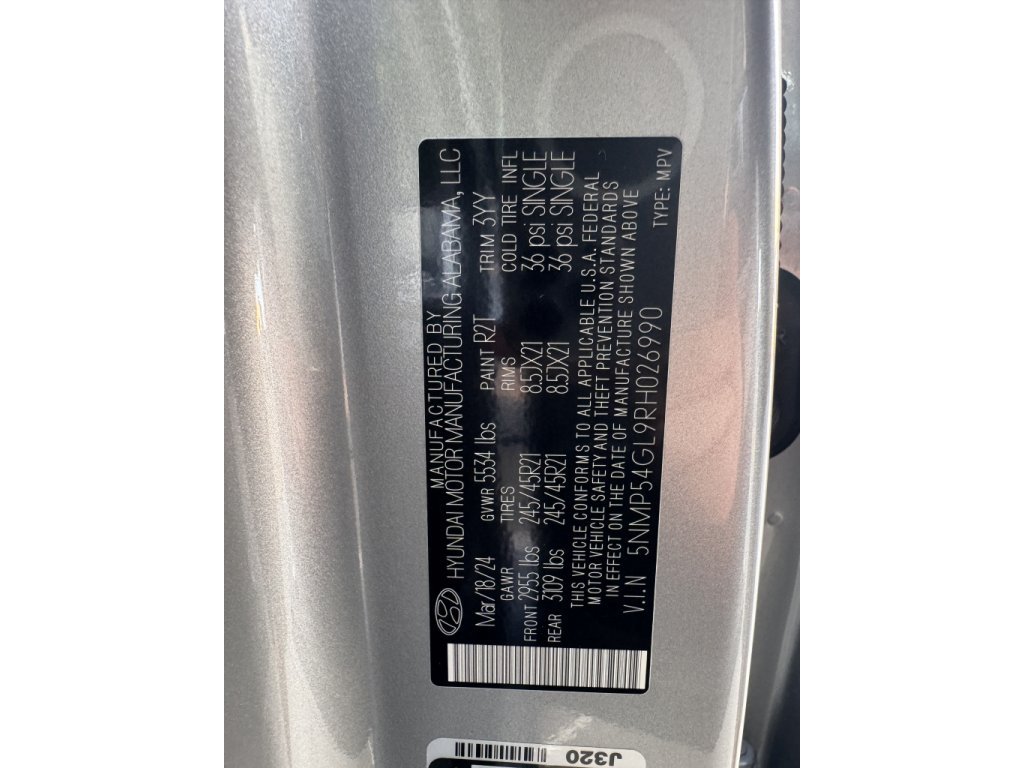 MANUFACTURED BY
HYUNDAI MOTOR MANUFACTURING ALABAMA, LLC
Mar/18/24 GVWR 5534 lbs PAINT R2T TRIM 3YY
GAWR TIRES RIMS COLD TIRE INFL
FRONT 2955 lbs 245/45R21 8.5JX21 36 psi SINGLE
REAR 3109 lbs 245/45R21 8.5JX21 36 psi SINGLE
THIS VEHICLE CONFORMS TO ALL APPLICABLE U.S.A. FEDERAL
MOTOR VEHICLE SAFETY AND THEFT PREVENTION STANDARDS
IN EFFECT ON THE DATE OF MANUFACTURE SHOWN ABOVE
V.I.N 5NMP54GL9RH026990 TYPE: MPV
J320